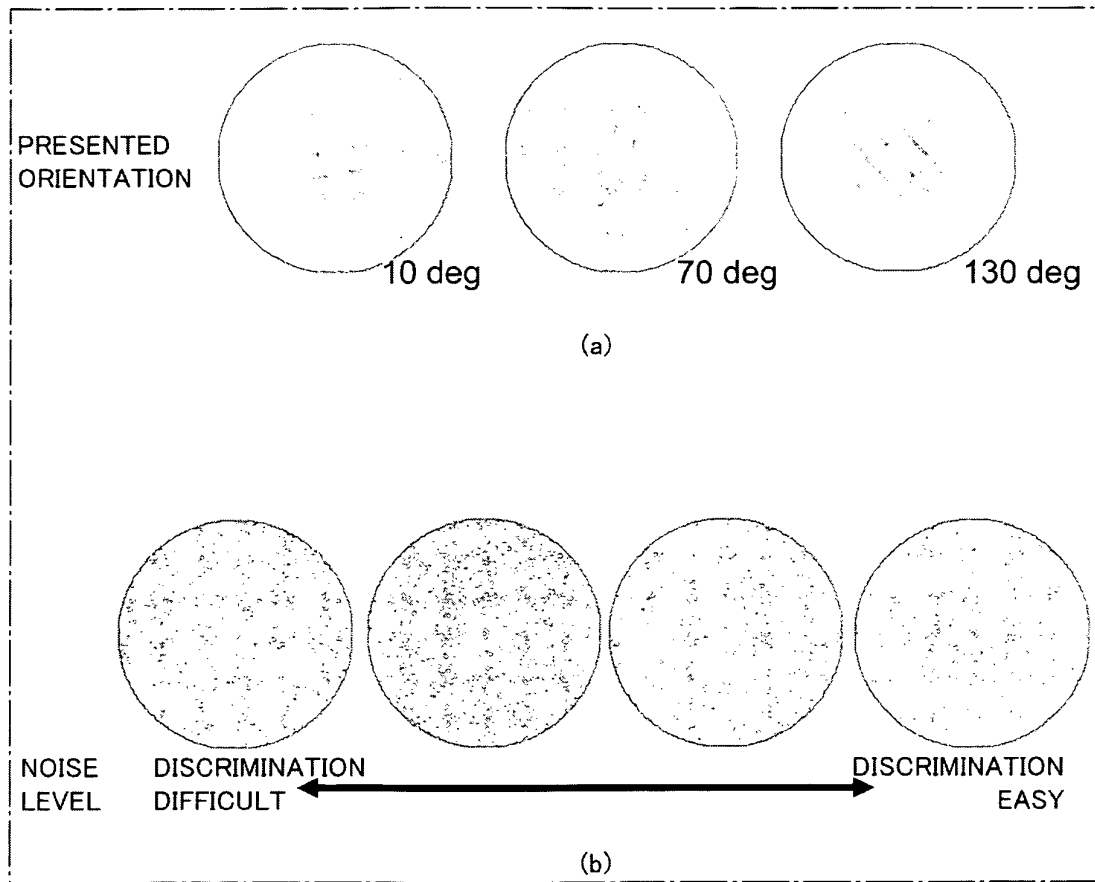 PRESENTED
ORIENTATION
10 deg
70 deg
130 deg
(a)
NOISE LEVEL
DISCRIMINATION DIFFICULT
DISCRIMINATION EASY
(b)